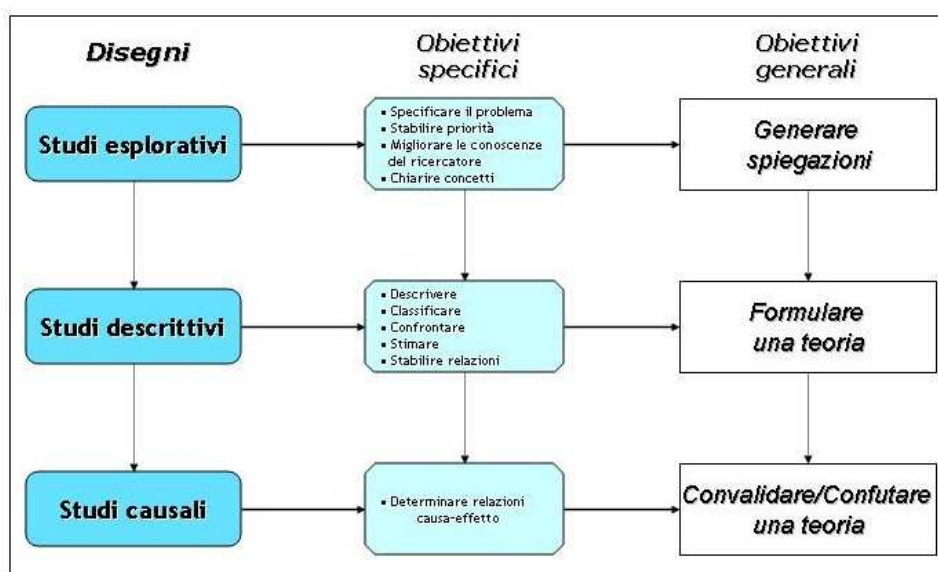 Disegni
Obiettivi
specifici
Obiettivi
generali
Studi esplorativi
▪ Specificare il problema
▪ Stabilire priorità
▪ Migliorare le conoscenze
del ricercatore
▪ Chiarire concetti
Generare
spiegazioni
Studi descrittivi
▪ Descrivere
▪ Classificare
▪ Confrontare
▪ Stimare
▪ Stabilire relazioni
Formulare
una teoria
Studi causali
▪ Determinare relazioni
causa-effetto
Convalidare/Confutare
una teoria